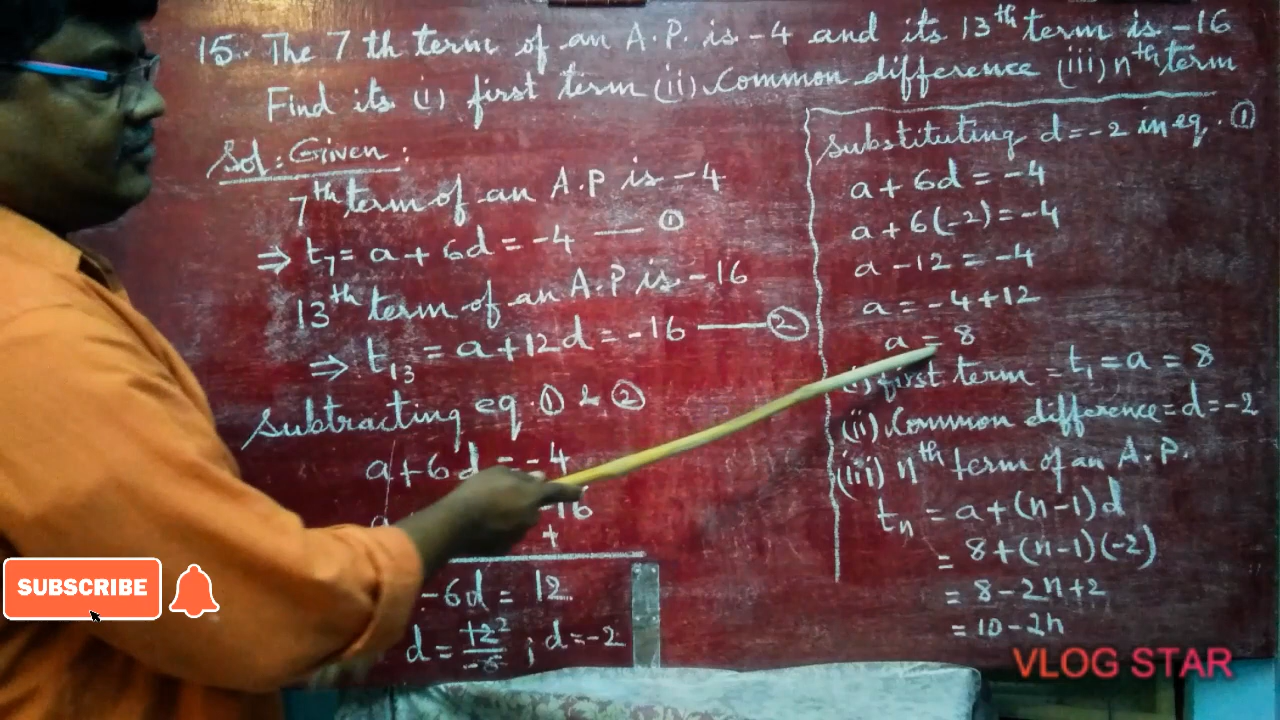 15. The 7 th term of an A.P. is -4 and its 13th term is -16
Find its (i) first term (ii) Common difference (iii) nth term
Sol: Given:
7th term of an A.P is -4
⇒ t7 = a + 6d = -4 — ①
13th term of an A.P is -16
⇒ t13 = a+12d = -16 — ②
Subtracting eq. ① & ②
a+6d = -4
-16
+
-6d = 12
d = 12 2/-6 ; d=-2
Substituting d=-2 in eq. ①
a + 6d = -4
a + 6(-2) = -4
a -12 = -4
a = -4+12
a = 8
(i) first term = t1 = a = 8
(ii) Common difference = d = -2
(iii) nth term of an A.P.
tn = a+(n-1)d
= 8+(n-1)(-2)
= 8-2n+2
= 10-2n
SUBSCRIBE
VLOG STAR